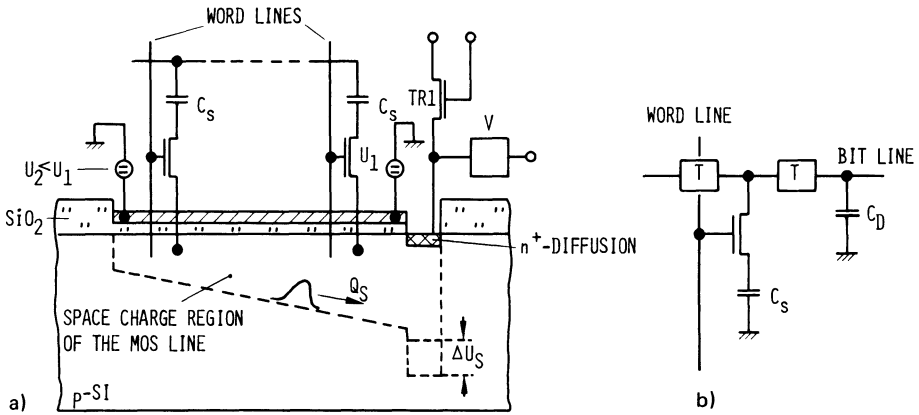 WORD LINES
C_s
C_s
TR1
V
U_1
U_2<U_1
SiO_2
n^+-DIFFUSION
Q_S
SPACE CHARGE REGION
OF THE MOS LINE
ΔU_S
p-SI
a)
WORD LINE
BIT LINE
T
T
C_D
C_s
b)